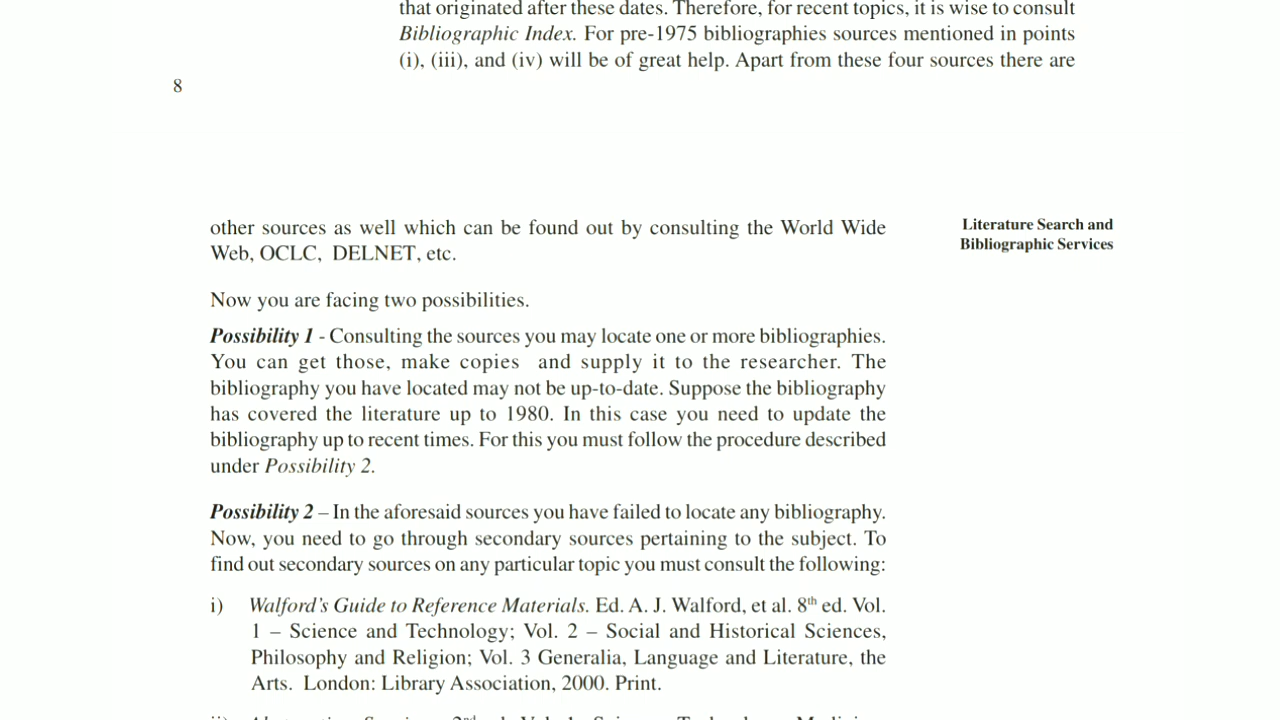 that originated after these dates. Therefore, for recent topics, it is wise to consult
Bibliographic Index. For pre-1975 bibliographies sources mentioned in points
(i), (iii), and (iv) will be of great help. Apart from these four sources there are
8
other sources as well which can be found out by consulting the World Wide
Web, OCLC, DELNET, etc.
Literature Search and
Bibliographic Services
Now you are facing two possibilities.
Possibility 1 - Consulting the sources you may locate one or more bibliographies.
You can get those, make copies and supply it to the researcher. The
bibliography you have located may not be up-to-date. Suppose the bibliography
has covered the literature up to 1980. In this case you need to update the
bibliography up to recent times. For this you must follow the procedure described
under Possibility 2.
Possibility 2 – In the aforesaid sources you have failed to locate any bibliography.
Now, you need to go through secondary sources pertaining to the subject. To
find out secondary sources on any particular topic you must consult the following:
i) Walford's Guide to Reference Materials. Ed. A. J. Walford, et al. 8th ed. Vol.
1 – Science and Technology; Vol. 2 – Social and Historical Sciences,
Philosophy and Religion; Vol. 3 Generalia, Language and Literature, the
Arts. London: Library Association, 2000. Print.